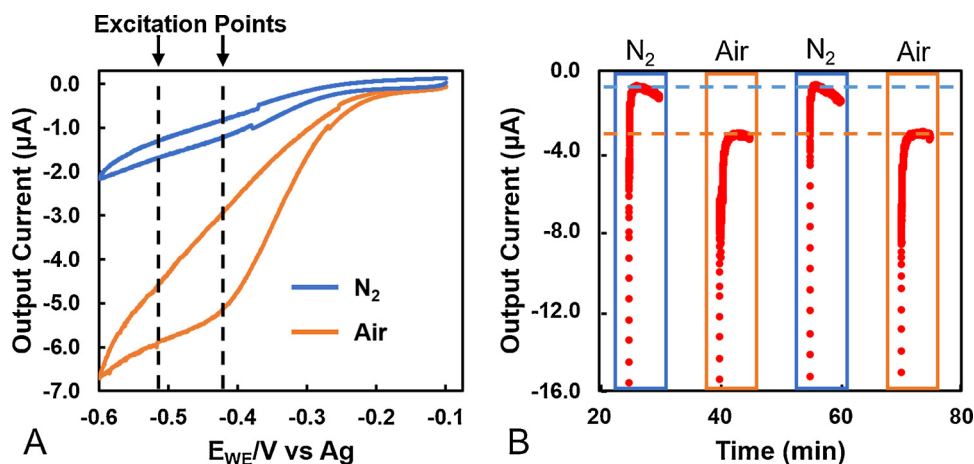 Excitation Points
0.0
-1.0
-2.0
-3.0
-4.0
-5.0
-6.0
-7.0
Output Current (µA)
N2
Air
-0.6 -0.5 -0.4 -0.3 -0.2 -0.1
A
EWE/V vs Ag
N2 Air N2 Air
0.0
-4.0
-8.0
-12.0
-16.0
Output Current (µA)
20 40 60 80
B
Time (min)